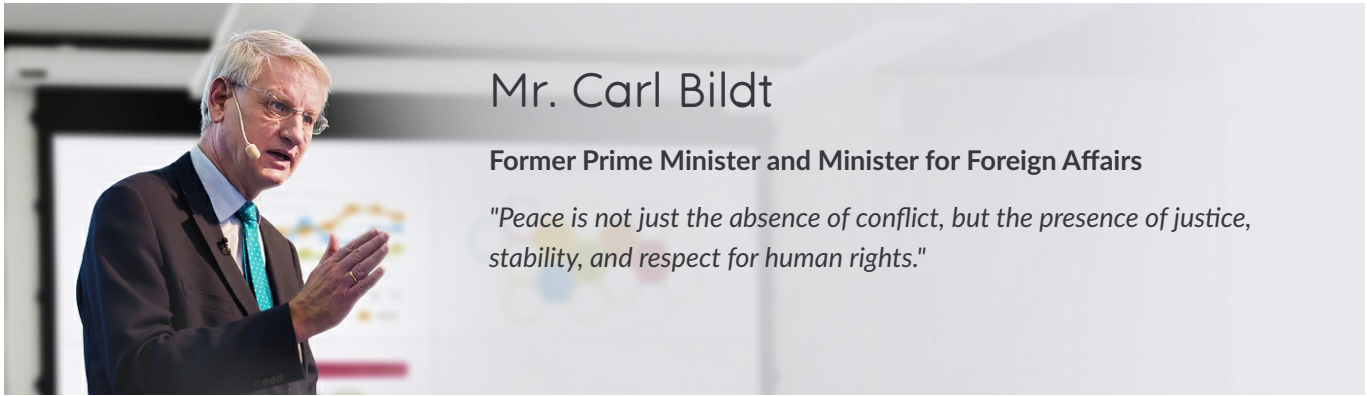 Mr. Carl Bildt
Former Prime Minister and Minister for Foreign Affairs
"Peace is not just the absence of conflict, but the presence of justice,
stability, and respect for human rights."